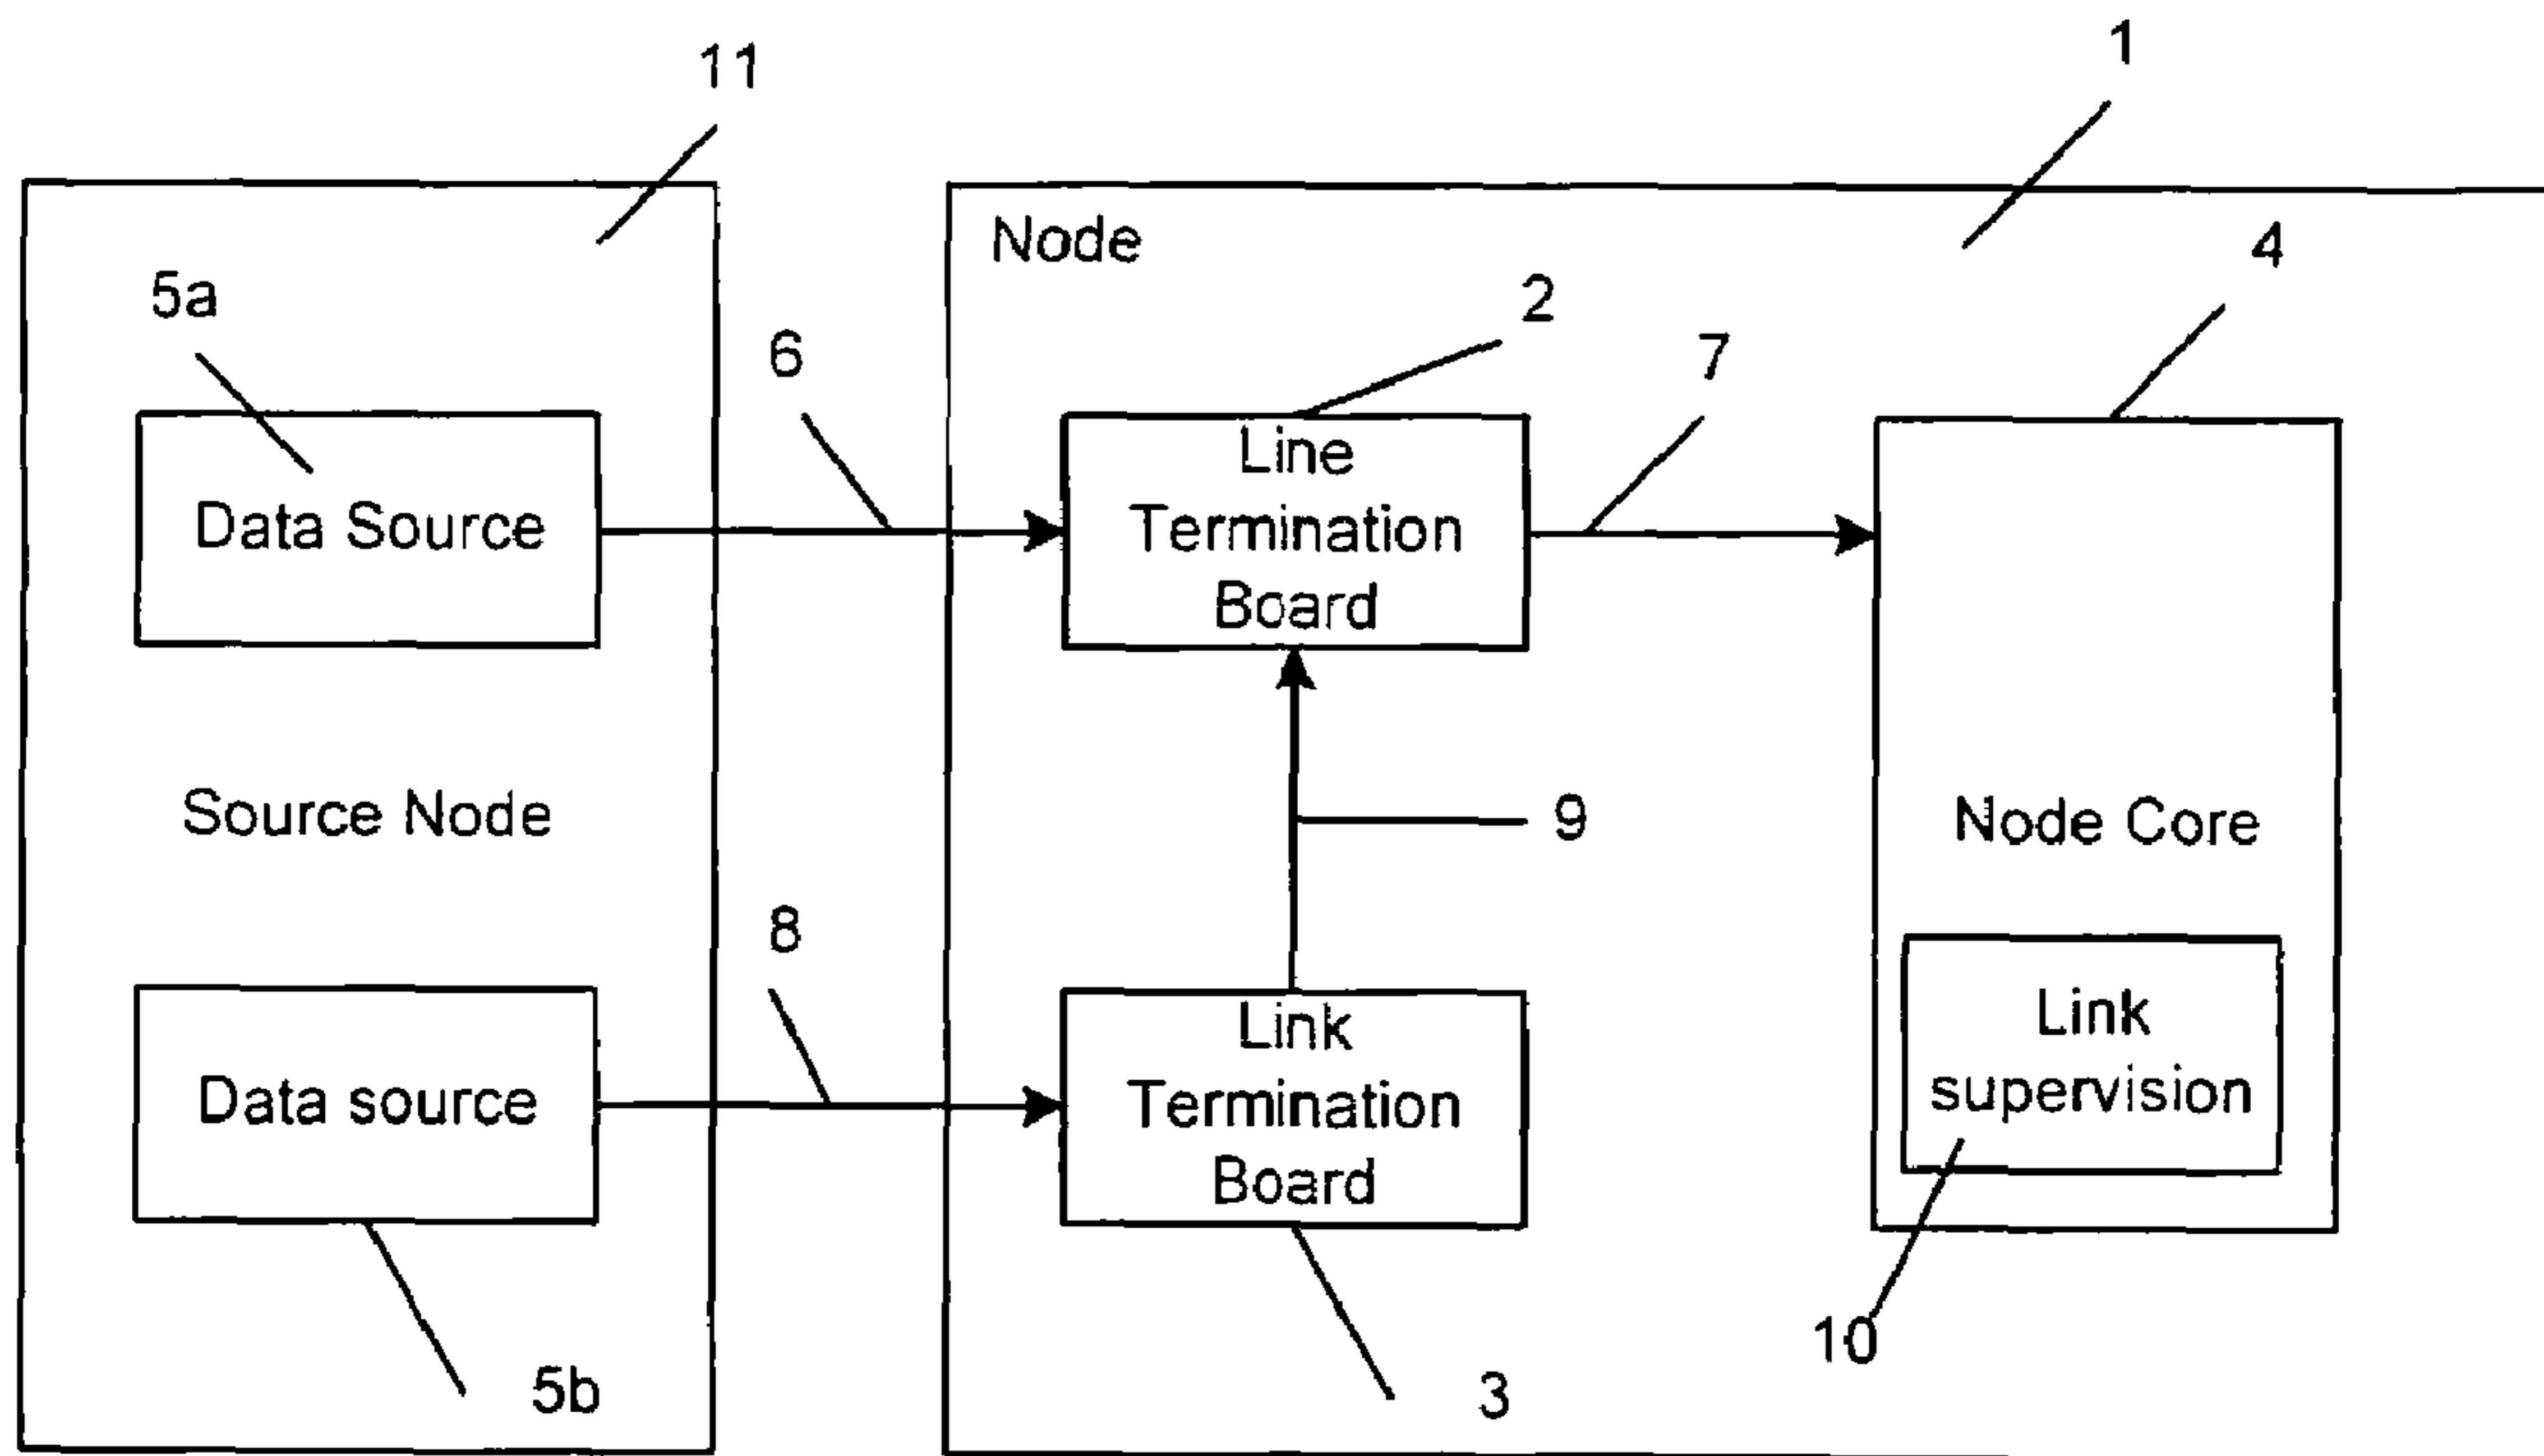 11
1
Node
4
5a
2
6
7
Line
Termination
Board
Data Source
Source Node
9
Node Core
8
Link
Termination
Board
Link
supervision
Data source
10
5b
3